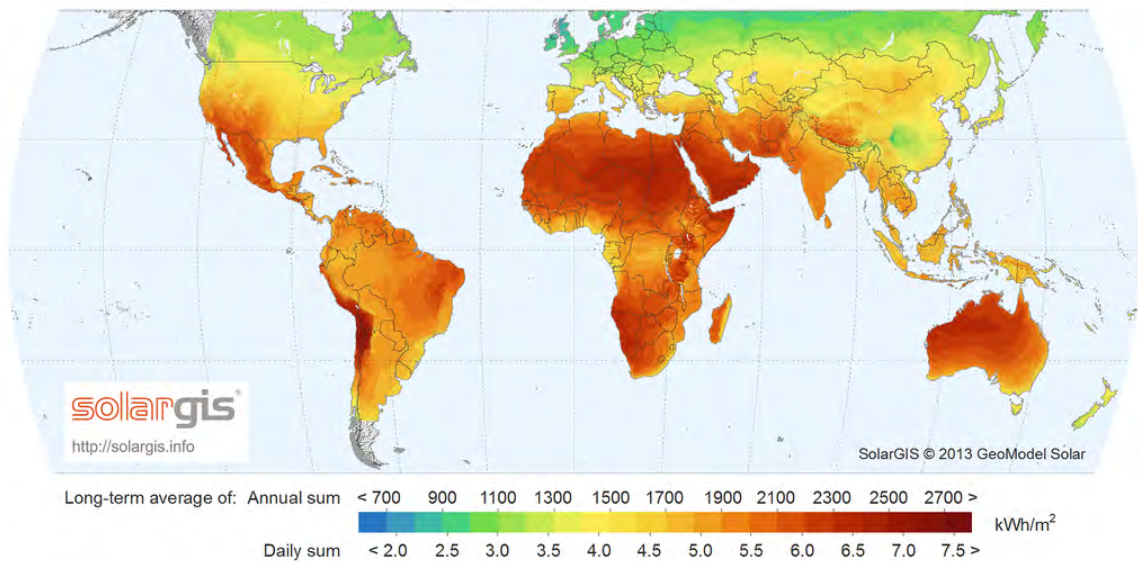 solargis
http://solargis.info
SolarGIS © 2013 GeoModel Solar
Long-term average of: Annual sum < 700 900 1100 1300 1500 1700 1900 2100 2300 2500 2700 >
kWh/m²
Daily sum < 2.0 2.5 3.0 3.5 4.0 4.5 5.0 5.5 6.0 6.5 7.0 7.5 >